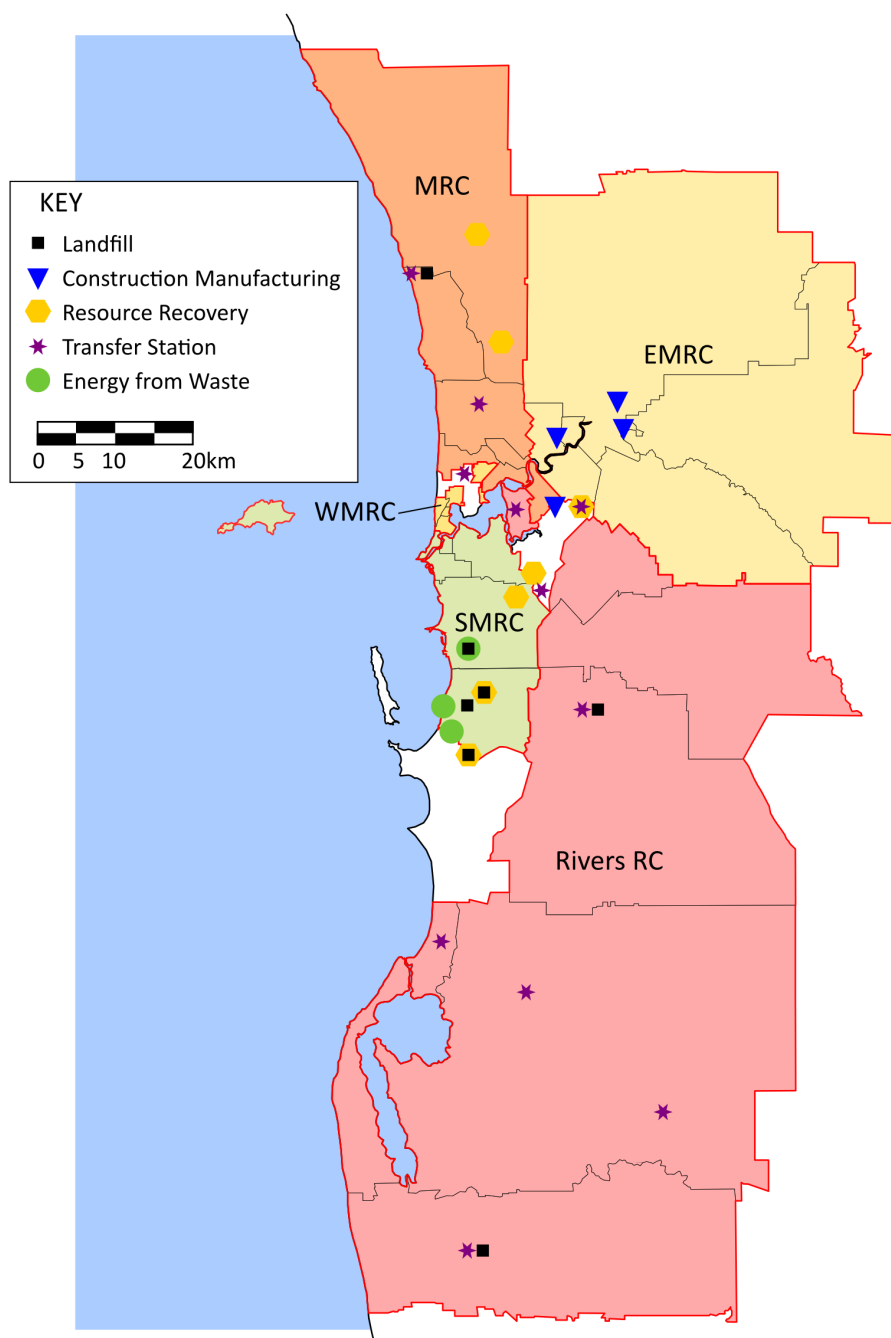 MRC
KEY
Landfill
Construction Manufacturing
Resource Recovery
Transfer Station
Energy from Waste
0 5 10 20km
EMRC
WMRC
SMRC
Rivers RC